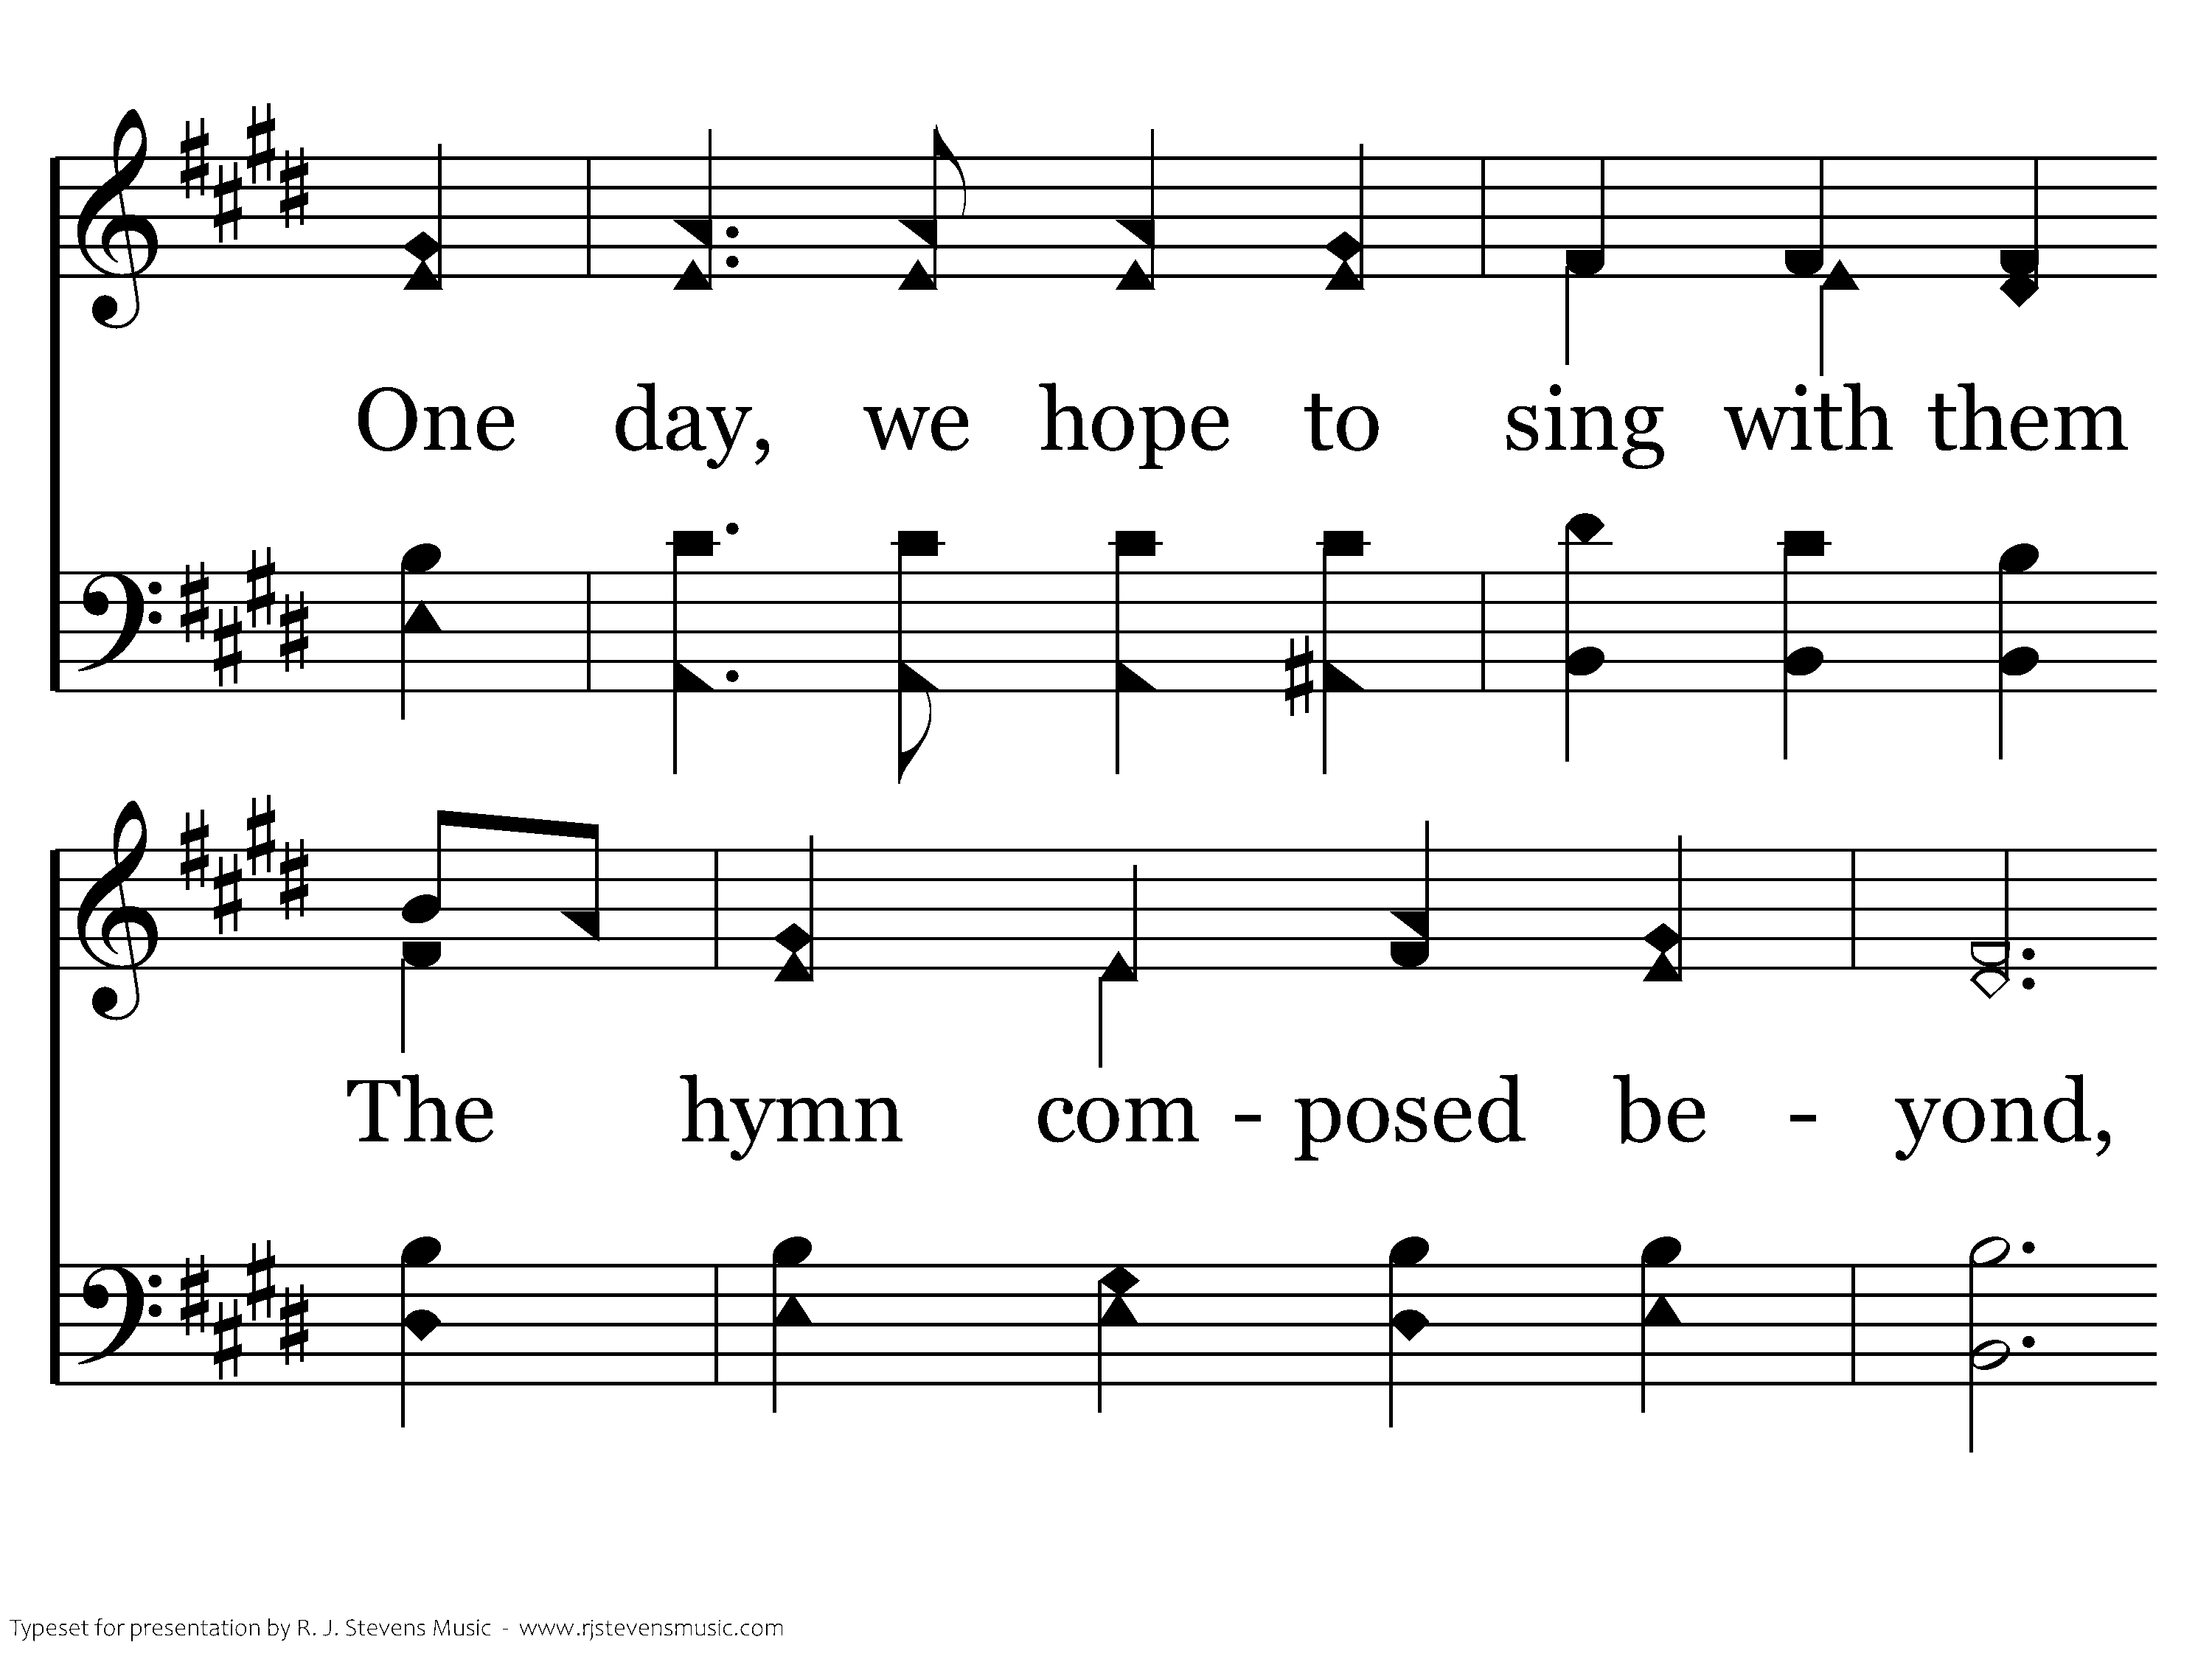 One day, we hope to sing with them
The hymn com - posed be - yond,
Typeset for presentation by R. J. Stevens Music - www.rjstevensmusic.com